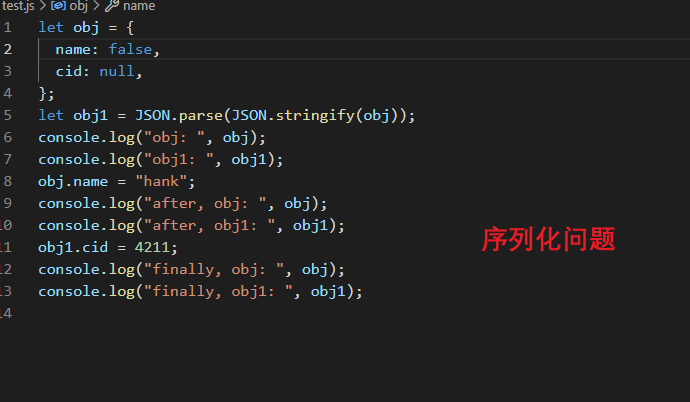 test.js > obj > name
1 let obj = {
2 name: false,
3 cid: null,
4 };
5 let obj1 = JSON.parse(JSON.stringify(obj));
6 console.log("obj: ", obj);
7 console.log("obj1: ", obj1);
8 obj.name = "hank";
9 console.log("after, obj: ", obj);
10 console.log("after, obj1: ", obj1);
11 obj1.cid = 4211;
序列化问题
12 console.log("finally, obj: ", obj);
13 console.log("finally, obj1: ", obj1);
14